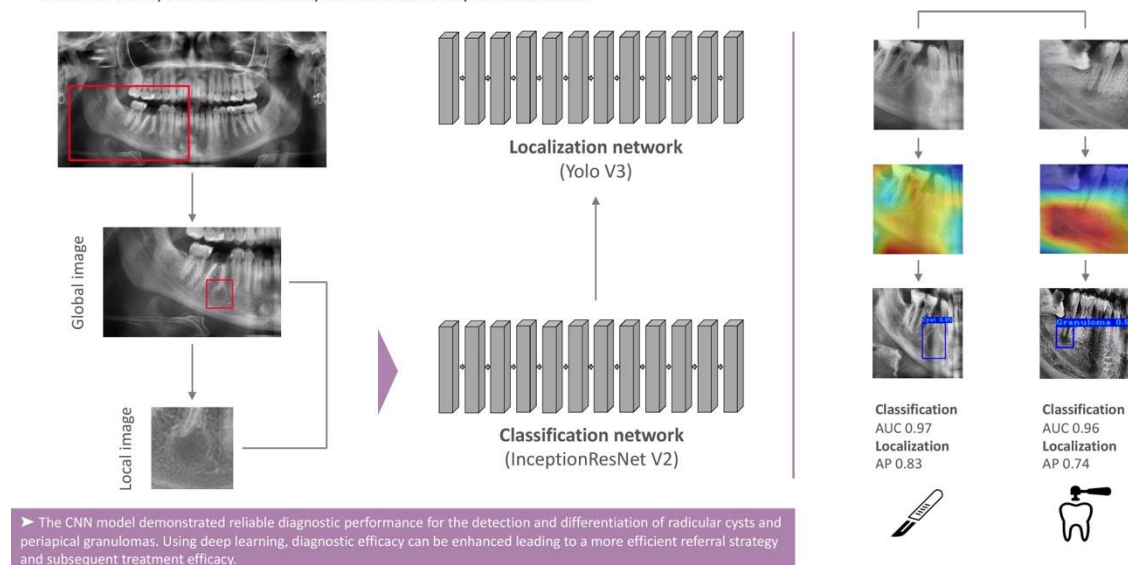 Localization network
(Yolo V3)
Global image
Local image
Classification network
(InceptionResNet V2)
Cyst
Granuloma
Classification
AUC 0.97
Localization
AP 0.83
Classification
AUC 0.96
Localization
AP 0.74
➤ The CNN model demonstrated reliable diagnostic performance for the detection and differentiation of radicular cysts and
periapical granulomas. Using deep learning, diagnostic efficacy can be enhanced leading to a more efficient referral strategy
and subsequent treatment efficacy.